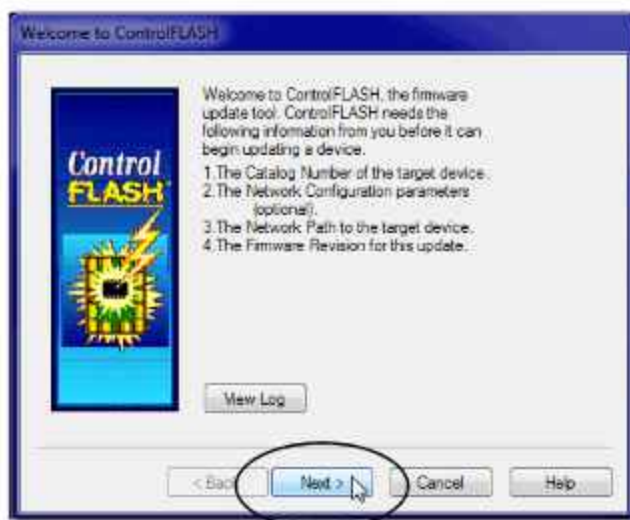 Welcome to ControlFLASH
Welcome to ControlFLASH, the firmware
update tool. ControlFLASH needs the
following information from you before it can
begin updating a device.
1.The Catalog Number of the target device.
2.The Network Configuration parameters
(optional).
3.The Network Path to the target device.
4.The Firmware Revision for this update.
Control
FLASH
View Log
< Back
Next >
Cancel
Help